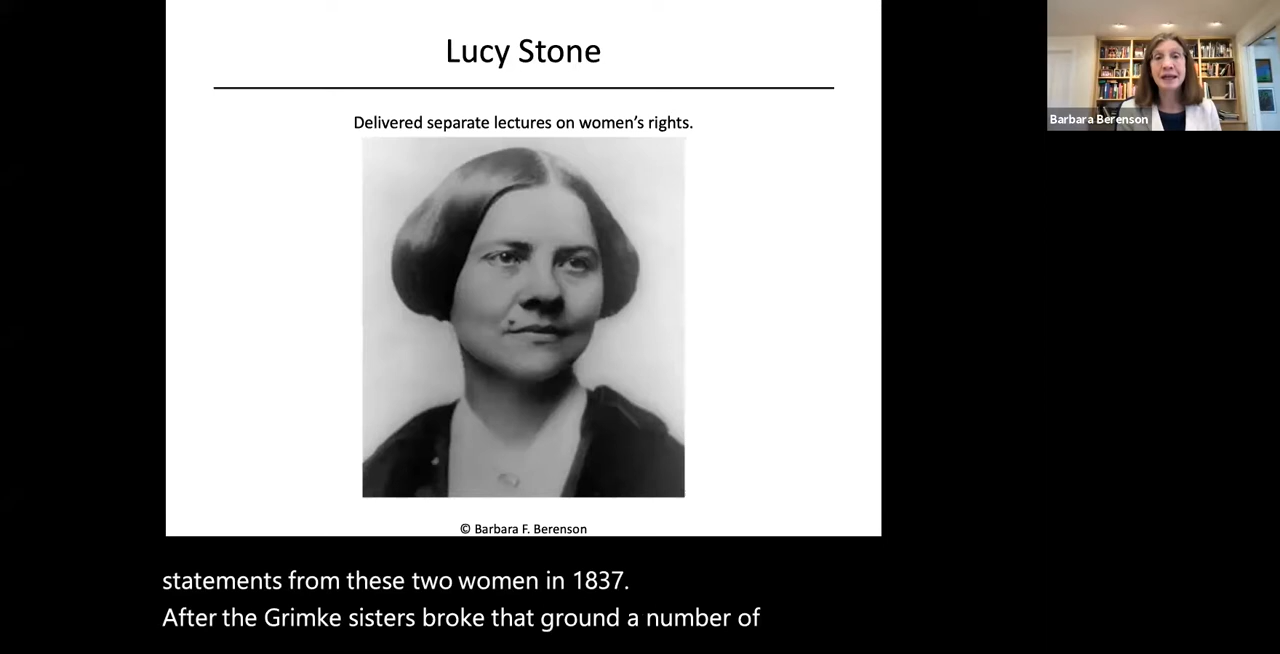 Lucy Stone
Delivered separate lectures on women’s rights.
Barbara Berenson
© Barbara F. Berenson
statements from these two women in 1837.
After the Grimke sisters broke that ground a number of